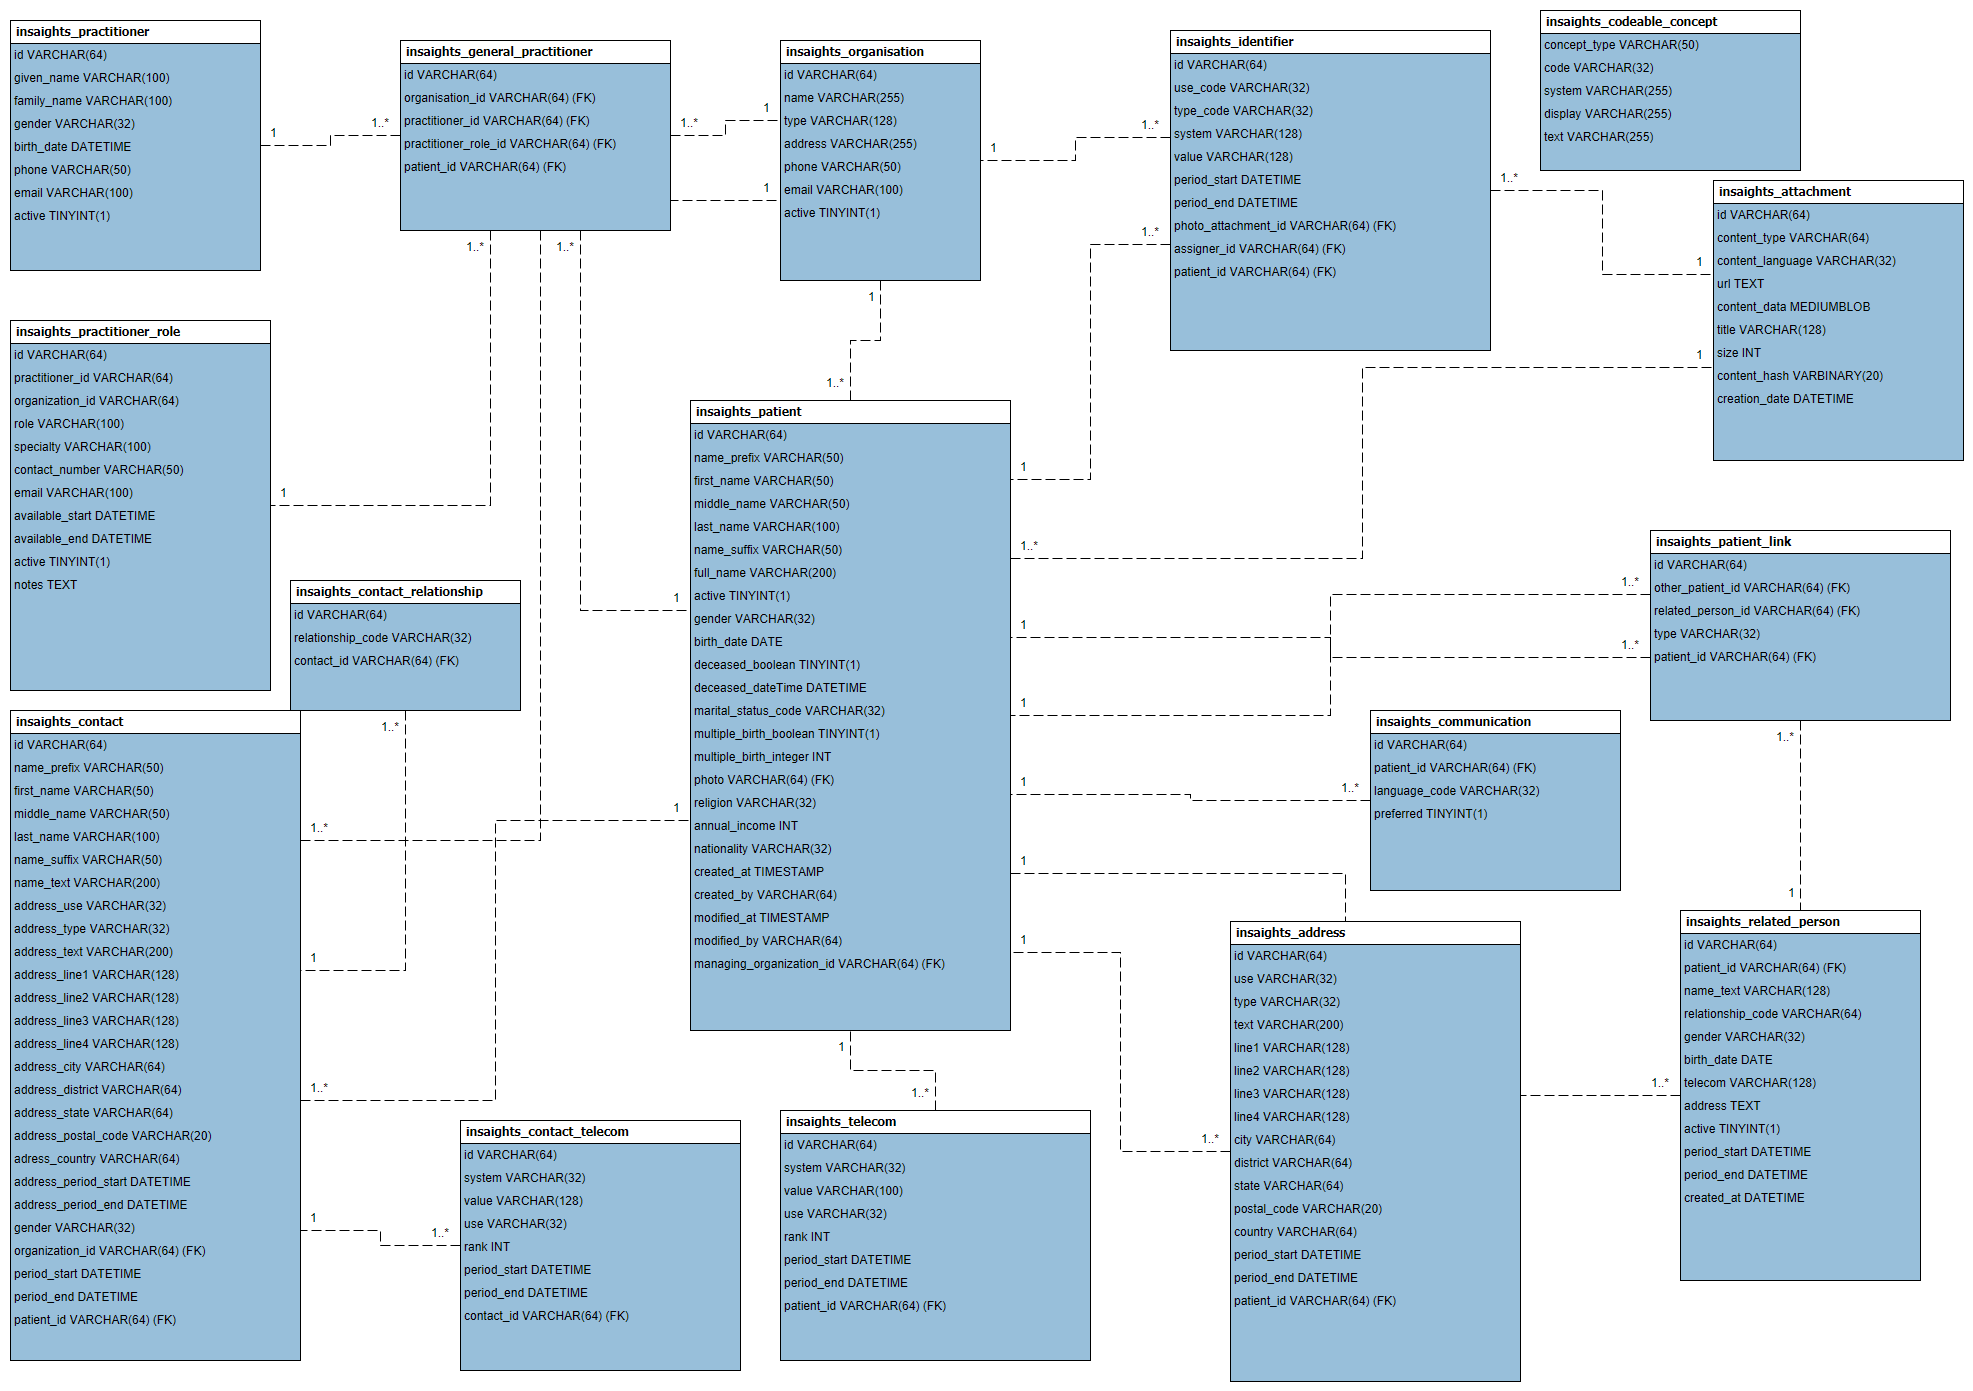 insaights_practitioner
id VARCHAR(64)
given_name VARCHAR(100)
family_name VARCHAR(100)
gender VARCHAR(32)
birth_date DATETIME
phone VARCHAR(50)
email VARCHAR(100)
active TINYINT(1)
1
1..*
insaights_general_practitioner
id VARCHAR(64)
organisation_id VARCHAR(64) (FK)
practitioner_id VARCHAR(64) (FK)
practitioner_role_id VARCHAR(64) (FK)
patient_id VARCHAR(64) (FK)
1..*
1
1
1..*
1..*
insaights_organisation
id VARCHAR(64)
name VARCHAR(255)
type VARCHAR(128)
address VARCHAR(255)
phone VARCHAR(50)
email VARCHAR(100)
active TINYINT(1)
1
1..*
1
1..*
insaights_identifier
id VARCHAR(64)
use_code VARCHAR(32)
type_code VARCHAR(32)
system VARCHAR(128)
value VARCHAR(128)
period_start DATETIME
period_end DATETIME
photo_attachment_id VARCHAR(64) (FK)
assigner_id VARCHAR(64) (FK)
patient_id VARCHAR(64) (FK)
1..*
1..*
1
1
insaights_codeable_concept
concept_type VARCHAR(50)
code VARCHAR(32)
system VARCHAR(255)
display VARCHAR(255)
text VARCHAR(255)
insaights_attachment
id VARCHAR(64)
content_type VARCHAR(64)
content_language VARCHAR(32)
url TEXT
content_data MEDIUMBLOB
title VARCHAR(128)
size INT
content_hash VARBINARY(20)
creation_date DATETIME
insaights_practitioner_role
id VARCHAR(64)
practitioner_id VARCHAR(64)
organization_id VARCHAR(64)
role VARCHAR(100)
specialty VARCHAR(100)
contact_number VARCHAR(50)
email VARCHAR(100)
available_start DATETIME
available_end DATETIME
active TINYINT(1)
notes TEXT
1
insaights_contact_relationship
id VARCHAR(64)
relationship_code VARCHAR(32)
contact_id VARCHAR(64) (FK)
1..*
insaights_patient
id VARCHAR(64)
name_prefix VARCHAR(50)
first_name VARCHAR(50)
middle_name VARCHAR(50)
last_name VARCHAR(100)
name_suffix VARCHAR(50)
full_name VARCHAR(200)
active TINYINT(1)
gender VARCHAR(32)
birth_date DATE
deceased_boolean TINYINT(1)
deceased_dateTime DATETIME
marital_status_code VARCHAR(32)
multiple_birth_boolean TINYINT(1)
multiple_birth_integer INT
photo VARCHAR(64) (FK)
religion VARCHAR(32)
annual_income INT
nationality VARCHAR(32)
created_at TIMESTAMP
created_by VARCHAR(64)
modified_at TIMESTAMP
modified_by VARCHAR(64)
managing_organization_id VARCHAR(64) (FK)
1
1
1
1..*
1
1
1
1
1
1
1..*
1..*
1..*
insaights_patient_link
id VARCHAR(64)
other_patient_id VARCHAR(64) (FK)
related_person_id VARCHAR(64) (FK)
type VARCHAR(32)
patient_id VARCHAR(64) (FK)
1..*
1
insaights_communication
id VARCHAR(64)
patient_id VARCHAR(64) (FK)
language_code VARCHAR(32)
preferred TINYINT(1)
insaights_contact
id VARCHAR(64)
name_prefix VARCHAR(50)
first_name VARCHAR(50)
middle_name VARCHAR(50)
last_name VARCHAR(100)
name_suffix VARCHAR(50)
name_text VARCHAR(200)
address_use VARCHAR(32)
address_type VARCHAR(32)
address_text VARCHAR(200)
address_line1 VARCHAR(128)
address_line2 VARCHAR(128)
address_line3 VARCHAR(128)
address_line4 VARCHAR(128)
address_city VARCHAR(64)
address_district VARCHAR(64)
address_state VARCHAR(64)
address_postal_code VARCHAR(20)
adress_country VARCHAR(64)
address_period_start DATETIME
address_period_end DATETIME
gender VARCHAR(32)
organization_id VARCHAR(64) (FK)
period_start DATETIME
period_end DATETIME
patient_id VARCHAR(64) (FK)
1..*
1
1..*
1
1..*
insaights_contact_telecom
id VARCHAR(64)
system VARCHAR(32)
value VARCHAR(128)
use VARCHAR(32)
rank INT
period_start DATETIME
period_end DATETIME
contact_id VARCHAR(64) (FK)
1..*
insaights_telecom
id VARCHAR(64)
system VARCHAR(32)
value VARCHAR(100)
use VARCHAR(32)
rank INT
period_start DATETIME
period_end DATETIME
patient_id VARCHAR(64) (FK)
1..*
insaights_address
id VARCHAR(64)
use VARCHAR(32)
type VARCHAR(32)
text VARCHAR(200)
line1 VARCHAR(128)
line2 VARCHAR(128)
line3 VARCHAR(128)
line4 VARCHAR(128)
city VARCHAR(64)
district VARCHAR(64)
state VARCHAR(64)
postal_code VARCHAR(20)
country VARCHAR(64)
period_start DATETIME
period_end DATETIME
patient_id VARCHAR(64) (FK)
1..*
insaights_related_person
id VARCHAR(64)
patient_id VARCHAR(64) (FK)
name_text VARCHAR(128)
relationship_code VARCHAR(64)
gender VARCHAR(32)
birth_date DATE
telecom VARCHAR(128)
address TEXT
active TINYINT(1)
period_start DATETIME
period_end DATETIME
created_at DATETIME